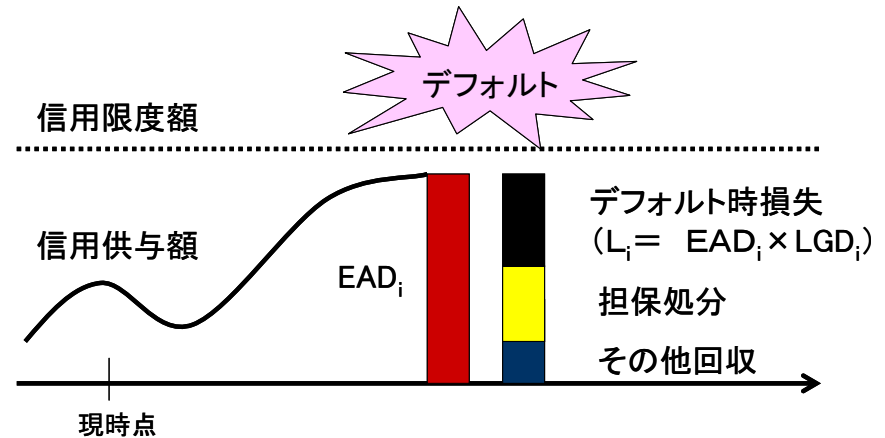 デフォルト
信用限度額
デフォルト時損失
（Li＝　EADi×LGDi）
信用供与額
EADi
担保処分
その他回収
現時点